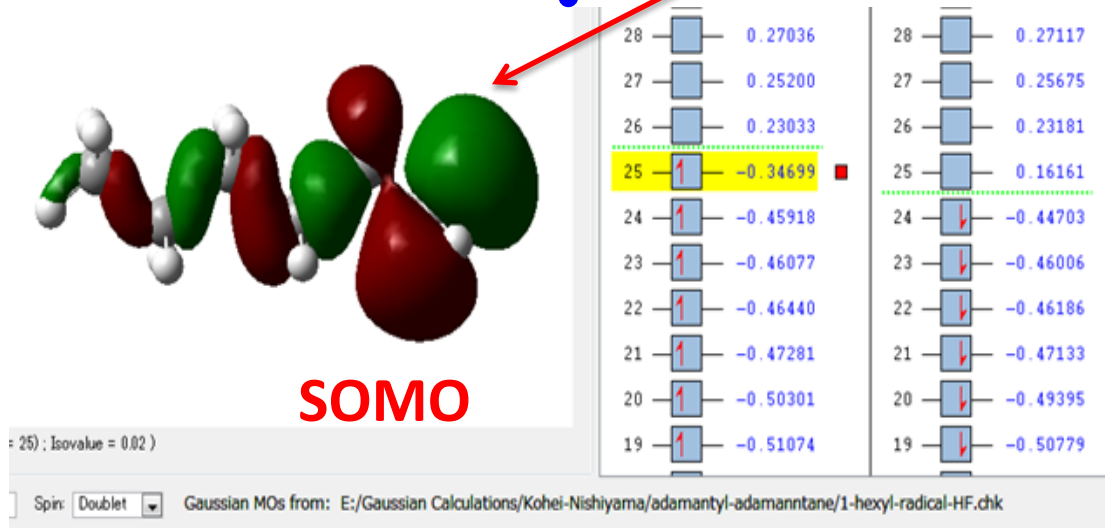 28 0.27036 28 0.27117
27 0.25200 27 0.25675
26 0.23033 26 0.23181
25 -0.34699 25 0.16161
24 -0.45918 24 -0.44703
23 -0.46077 23 -0.46006
22 -0.46440 22 -0.46186
21 -0.47281 21 -0.47133
20 -0.50301 20 -0.49395
19 -0.51074 19 -0.50779
SOMO
= 25) ; Isovalue = 0.02 )
Spin: Doublet Gaussian MOs from: E:/Gaussian Calculations/Kohei-Nishiyama/adamantyl-adamanntane/1-hexyl-radical-HF.chk